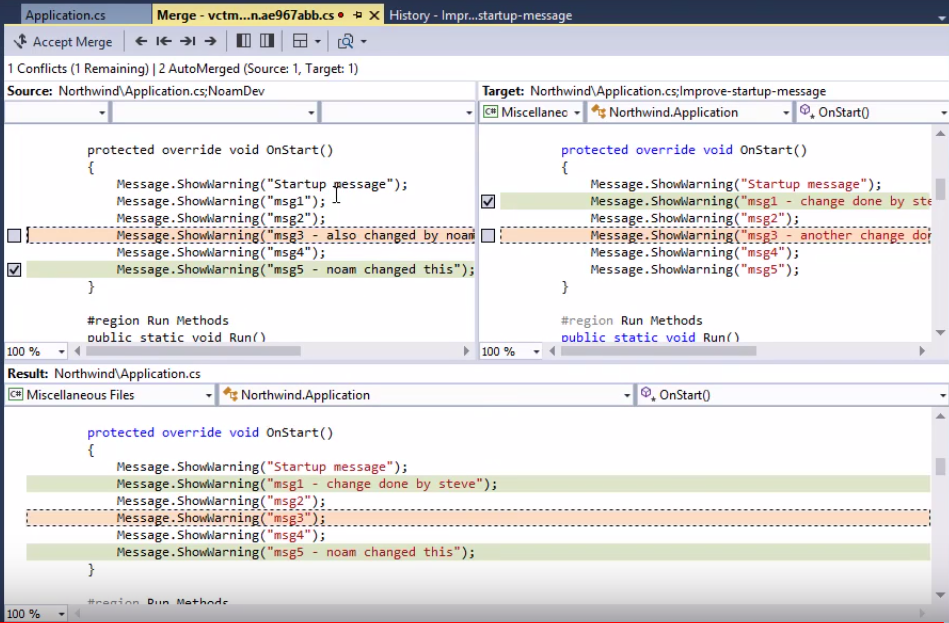 Application.cs Merge - vctm...n.ae967abb.cs History - Impr...startup-message
Accept Merge
1 Conflicts (1 Remaining) | 2 AutoMerged (Source: 1, Target: 1)
Source: Northwind\Application.cs;NoamDev
protected override void OnStart()
{
Message.ShowWarning("Startup message");
Message.ShowWarning("msg1");
Message.ShowWarning("msg2");
Message.ShowWarning("msg3 - also changed by noam
Message.ShowWarning("msg4");
Message.ShowWarning("msg5 - noam changed this");
}
#region Run Methods
public static void Run()
100 %
Target: Northwind\Application.cs;Improve-startup-message
C# Miscellanec Northwind.Application OnStart()
protected override void OnStart()
{
Message.ShowWarning("Startup message");
Message.ShowWarning("msg1 - change done by ste
Message.ShowWarning("msg2");
Message.ShowWarning("msg3 - another change do
Message.ShowWarning("msg4");
Message.ShowWarning("msg5");
}
#region Run Methods
public static void Run()
100 %
Result: Northwind\Application.cs
C# Miscellaneous Files Northwind.Application OnStart()
protected override void OnStart()
{
Message.ShowWarning("Startup message");
Message.ShowWarning("msg1 - change done by steve");
Message.ShowWarning("msg2");
Message.ShowWarning("msg3");
Message.ShowWarning("msg4");
Message.ShowWarning("msg5 - noam changed this");
}
#region Run Methods
100 %